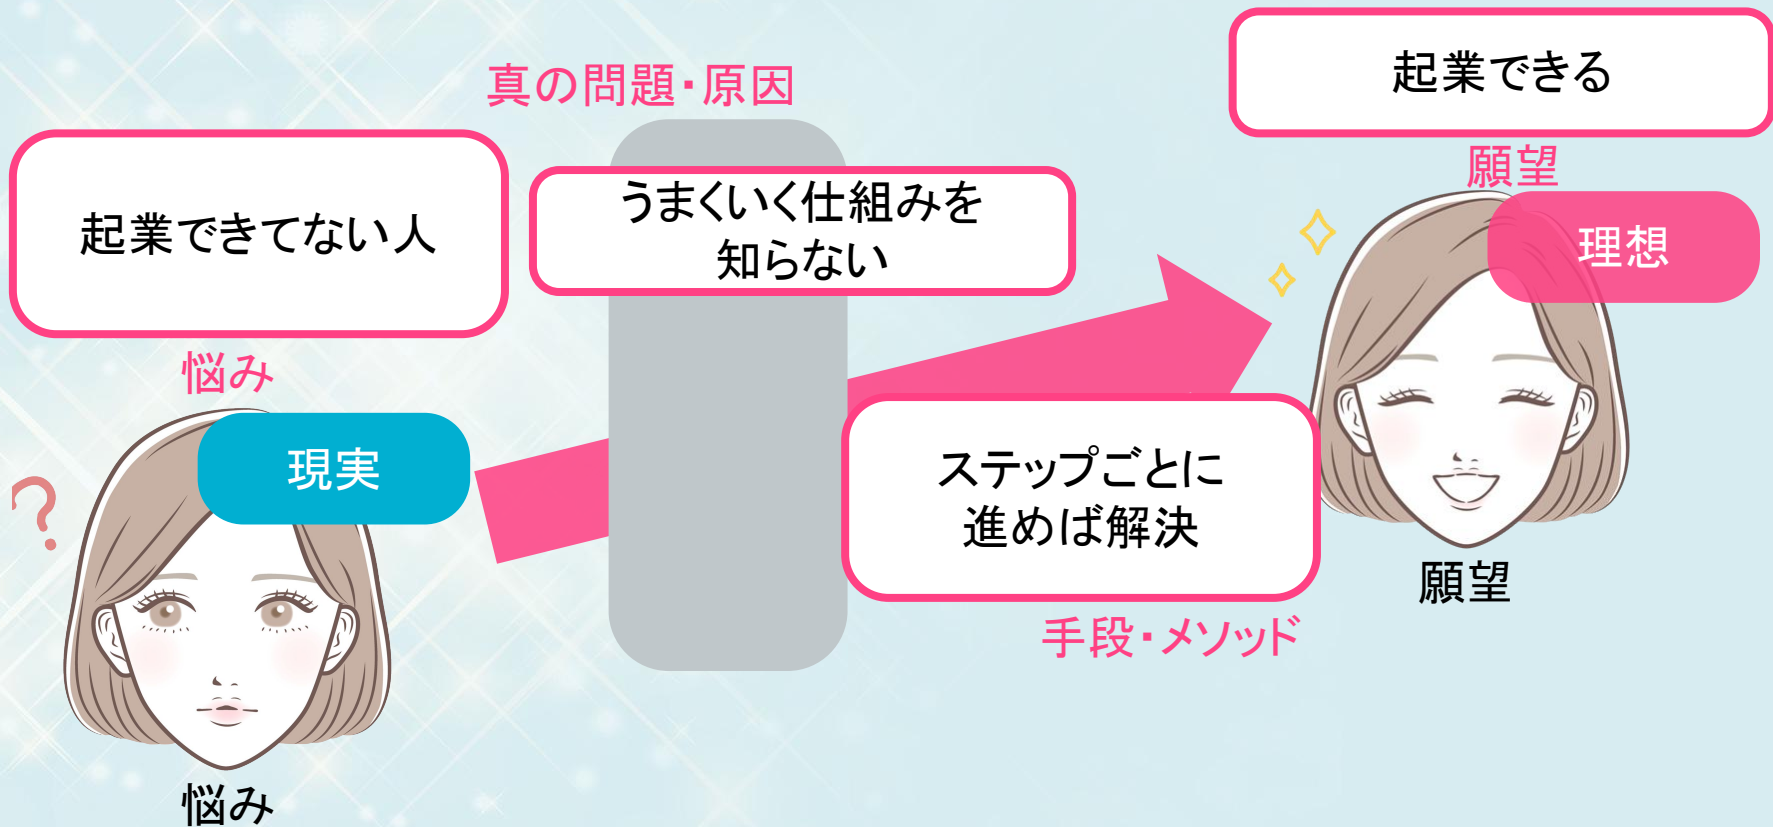 真の問題・原因
起業できてない人
悩み
現実
悩み
うまくいく仕組みを
知らない
ステップごとに
進めば解決
手段・メソッド
起業できる
願望
理想
願望
?